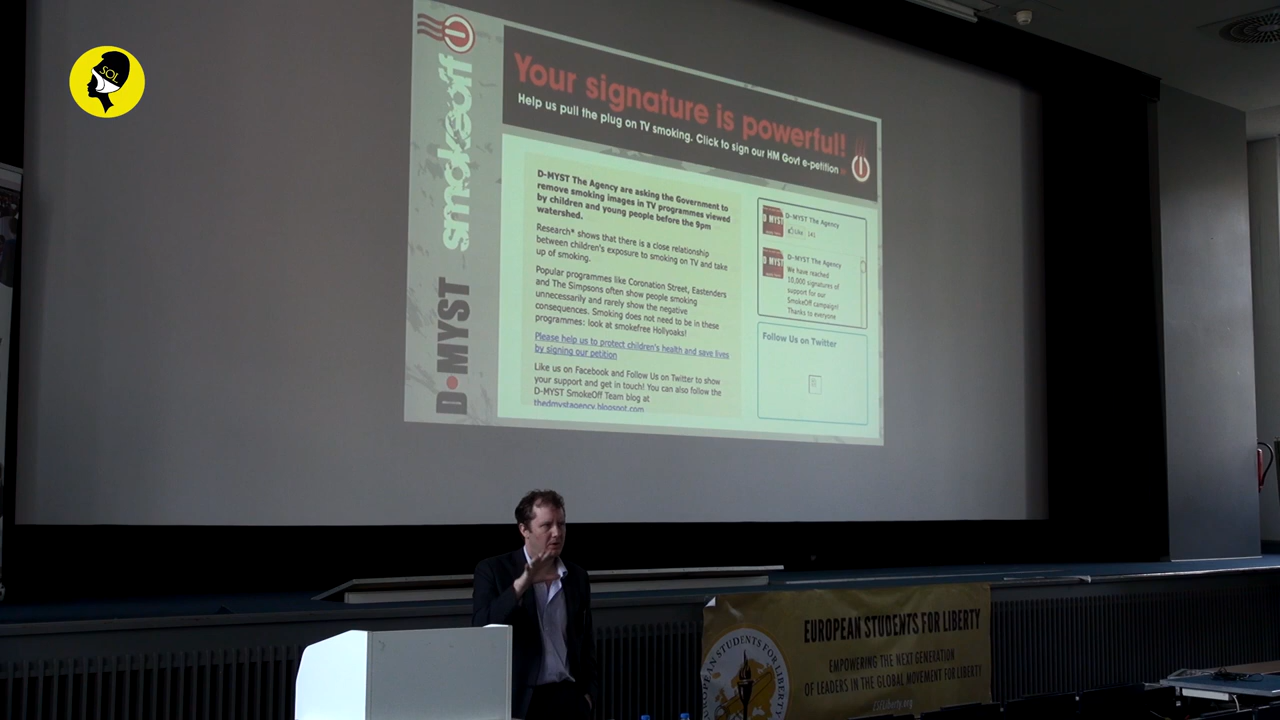 SOL
smokeoff
D•MYST
Your signature is powerful!
Help us pull the plug on TV smoking. Click to sign our HM Govt e-petition »
D-MYST The Agency are asking the Government to
remove smoking images in TV programmes viewed
by children and young people before the 9pm
watershed.
Research* shows that there is a close relationship
between children's exposure to smoking on TV and take
up of smoking.
Popular programmes like Coronation Street, Eastenders
and The Simpsons often show people smoking
unnecessarily and rarely show the negative
consequences. Smoking does not need to be in these
programmes: look at smokefree Hollyoaks!
Please help us to protect children's health and save lives
by signing our petition
Like us on Facebook and Follow Us on Twitter to show
your support and get in touch! You can also follow the
D-MYST SmokeOff Team blog at
thedmystagency.blogspot.com
D MYST
D-MYST The Agency
Like 145
D MYST
D-MYST The Agency
We have reached
10,000 signatures of
support for our
SmokeOff campaign!
Thanks to everyone
Follow Us on Twitter
EUROPEAN STUDENTS FOR LIBERTY
EMPOWERING THE NEXT GENERATION
OF LEADERS IN THE GLOBAL MOVEMENT FOR LIBERTY
EUROPEAN STUDENTS FOR LIBERTY